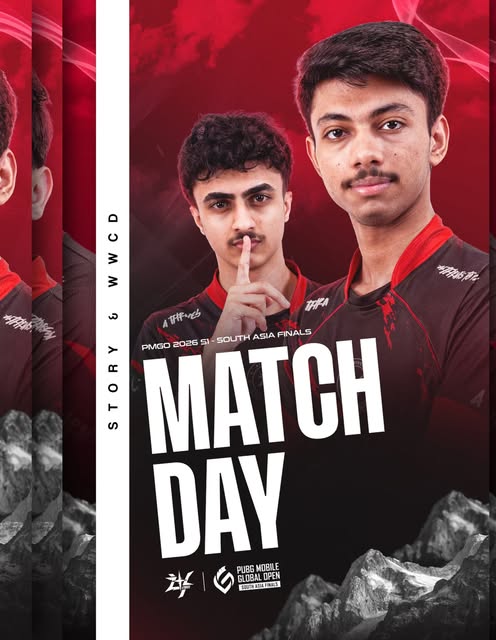 STORY & WWCD
PMGO 2026 S1 - SOUTH ASIA FINALS
MATCH
DAY
PUBG MOBILE
GLOBAL OPEN
SOUTH ASIA FINALS